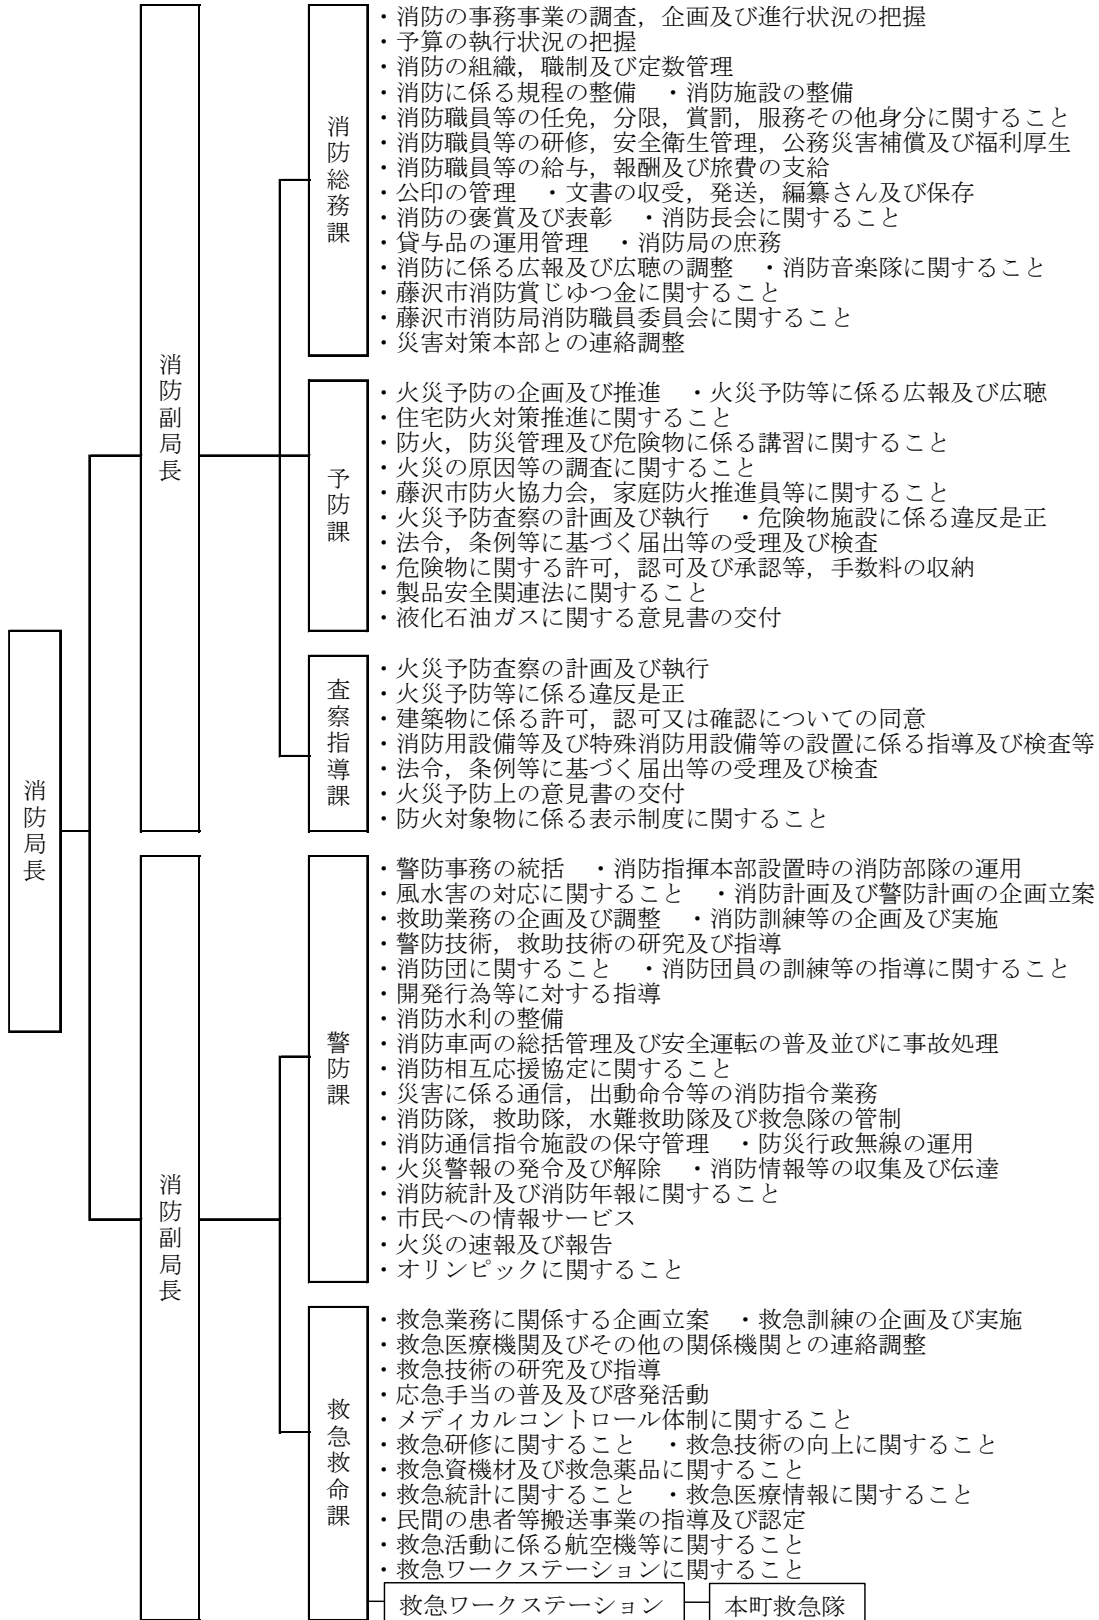 消防局長
消防副局長
消防総務課
・消防の事務事業の調査，企画及び進行状況の把握
・予算の執行状況の把握
・消防の組織，職制及び定数管理
・消防に係る規程の整備　・消防施設の整備
・消防職員等の任免，分限，賞罰，服務その他身分に関すること
・消防職員等の研修，安全衛生管理，公務災害補償及び福利厚生
・消防職員等の給与，報酬及び旅費の支給
・公印の管理　・文書の収受，発送，編纂さん及び保存
・消防の褒賞及び表彰　・消防長会に関すること
・貸与品の運用管理　・消防局の庶務
・消防に係る広報及び広聴の調整　・消防音楽隊に関すること
・藤沢市消防賞じゆつ金に関すること
・藤沢市消防局消防職員委員会に関すること
・災害対策本部との連絡調整
予防課
・火災予防の企画及び推進　・火災予防等に係る広報及び広聴
・住宅防火対策推進に関すること
・防火，防災管理及び危険物に係る講習に関すること
・火災の原因等の調査に関すること
・藤沢市防火協力会，家庭防火推進員等に関すること
・火災予防査察の計画及び執行　・危険物施設に係る違反是正
・法令，条例等に基づく届出等の受理及び検査
・危険物に関する許可，認可及び承認等，手数料の収納
・製品安全関連法に関すること
・液化石油ガスに関する意見書の交付
査察指導課
・火災予防査察の計画及び執行
・火災予防等に係る違反是正
・建築物に係る許可，認可又は確認についての同意
・消防用設備等及び特殊消防用設備等の設置に係る指導及び検査等
・法令，条例等に基づく届出等の受理及び検査
・火災予防上の意見書の交付
・防火対象物に係る表示制度に関すること
消防副局長
警防課
・警防事務の統括　・消防指揮本部設置時の消防部隊の運用
・風水害の対応に関すること　・消防計画及び警防計画の企画立案
・救助業務の企画及び調整　・消防訓練等の企画及び実施
・警防技術，救助技術の研究及び指導
・消防団に関すること　・消防団員の訓練等の指導に関すること
・開発行為等に対する指導
・消防水利の整備
・消防車両の総括管理及び安全運転の普及並びに事故処理
・消防相互応援協定に関すること
・災害に係る通信，出動命令等の消防指令業務
・消防隊，救助隊，水難救助隊及び救急隊の管制
・消防通信指令施設の保守管理　・防災行政無線の運用
・火災警報の発令及び解除　・消防情報等の収集及び伝達
・消防統計及び消防年報に関すること
・市民への情報サービス
・火災の速報及び報告
・オリンピックに関すること
救急救命課
・救急業務に関係する企画立案　・救急訓練の企画及び実施
・救急医療機関及びその他の関係機関との連絡調整
・救急技術の研究及び指導
・応急手当の普及及び啓発活動
・メディカルコントロール体制に関すること
・救急研修に関すること　・救急技術の向上に関すること
・救急資機材及び救急薬品に関すること
・救急統計に関すること　・救急医療情報に関すること
・民間の患者等搬送事業の指導及び認定
・救急活動に係る航空機等に関すること
・救急ワークステーションに関すること
救急ワークステーション　本町救急隊